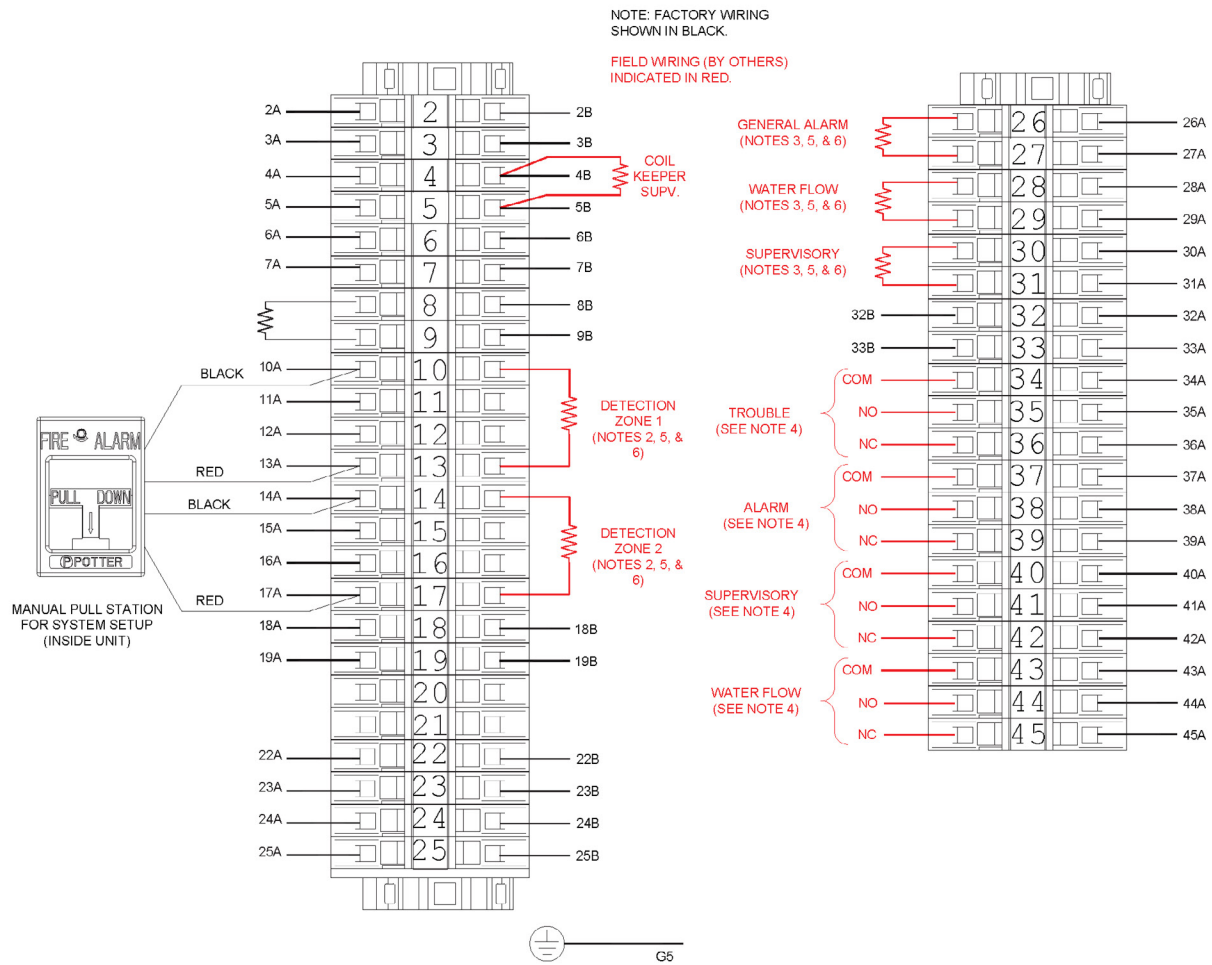 NOTE: FACTORY WIRING
SHOWN IN BLACK.
FIELD WIRING (BY OTHERS)
INDICATED IN RED.
2A 2 2B
3A 3 3B
4A 4 4B
5A 5 5B
COIL
KEEPER
SUPV.
6A 6 6B
7A 7 7B
8 8B
9 9B
BLACK 10A 10
11A 11
12A 12
RED 13A 13
DETECTION
ZONE 1
(NOTES 2, 5, &
6)
BLACK 14A 14
15A 15
16A 16
RED 17A 17
DETECTION
ZONE 2
(NOTES 2, 5, &
6)
18A 18 18B
19A 19 19B
20
21
22A 22 22B
23A 23 23B
24A 24 24B
25A 25 25B
FIRE ALARM
PULL DOWN
POTTER
MANUAL PULL STATION
FOR SYSTEM SETUP
(INSIDE UNIT)
G5
GENERAL ALARM
(NOTES 3, 5, & 6)
26 26A
27 27A
WATER FLOW
(NOTES 3, 5, & 6)
28 28A
29 29A
SUPERVISORY
(NOTES 3, 5, & 6)
30 30A
31 31A
32B 32 32A
33B 33 33A
TROUBLE
(SEE NOTE 4)
COM 34 34A
NO 35 35A
NC 36 36A
ALARM
(SEE NOTE 4)
COM 37 37A
NO 38 38A
NC 39 39A
SUPERVISORY
(SEE NOTE 4)
COM 40 40A
NO 41 41A
NC 42 42A
WATER FLOW
(SEE NOTE 4)
COM 43 43A
NO 44 44A
NC 45 45A